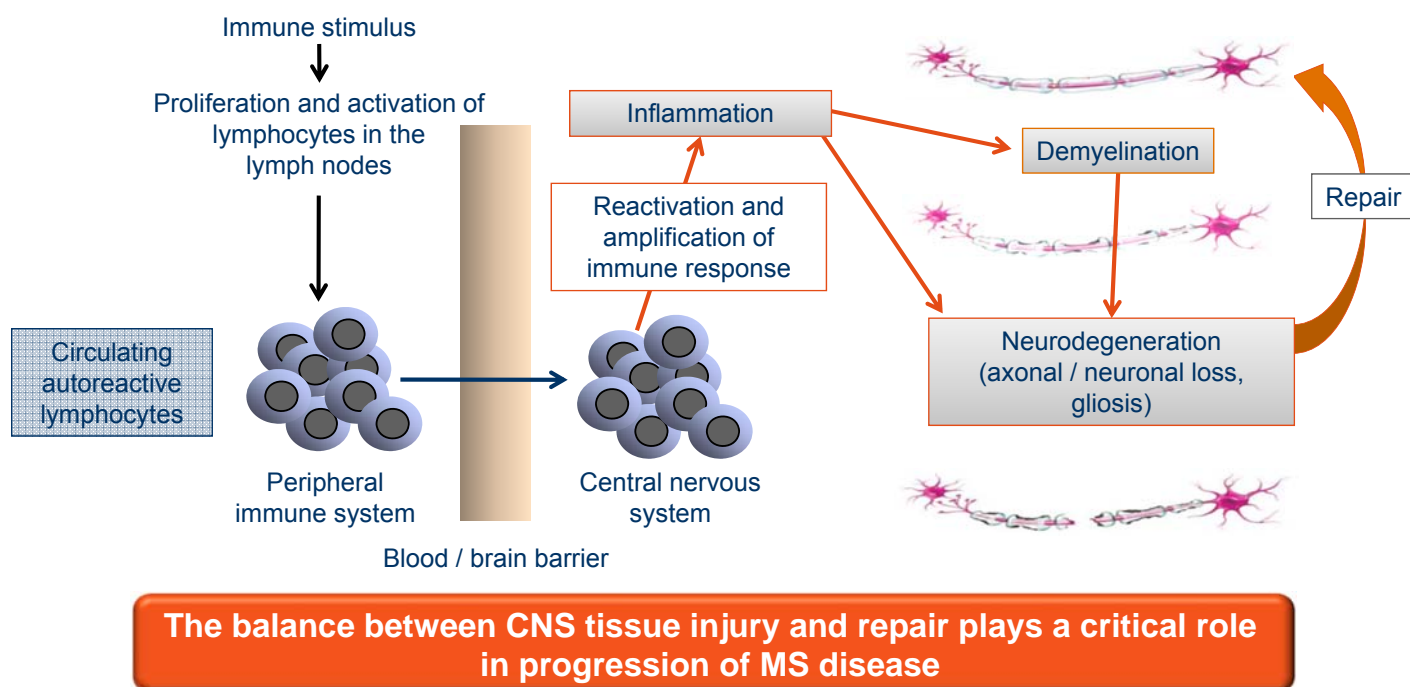 Immune stimulus
Proliferation and activation of
lymphocytes in the
lymph nodes
Circulating
autoreactive
lymphocytes
Peripheral
immune system
Blood / brain barrier
Central nervous
system
Reactivation and
amplification of
immune response
Inflammation
Demyelination
Neurodegeneration
(axonal / neuronal loss,
gliosis)
Repair
The balance between CNS tissue injury and repair plays a critical role
in progression of MS disease